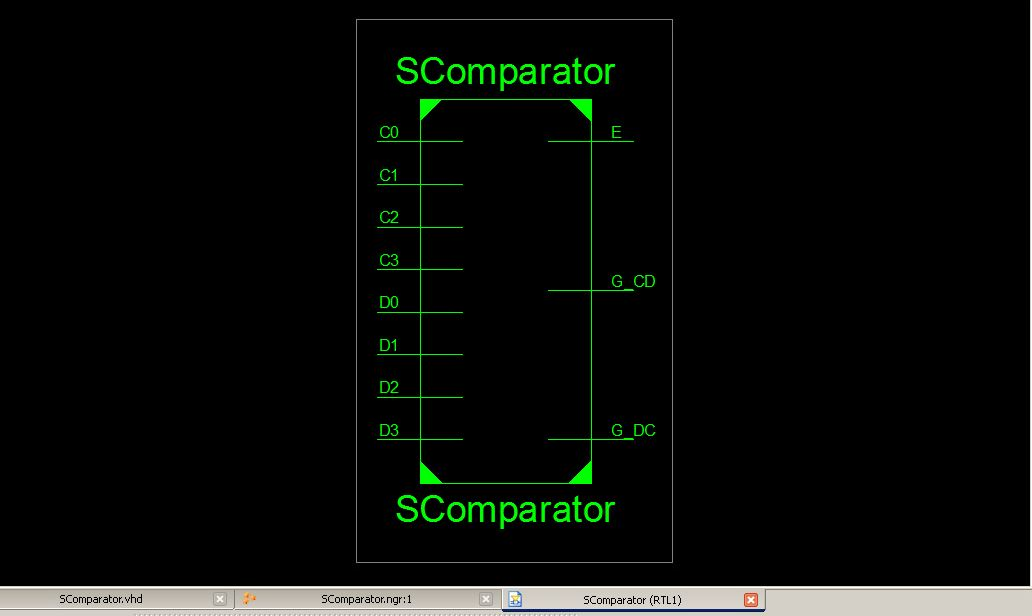 SComparator
C0
C1
C2
C3
D0
D1
D2
D3
E
G_CD
G_DC
SComparator
SComparator.vhd
SComparator.ngr:1
SComparator (RTL1)